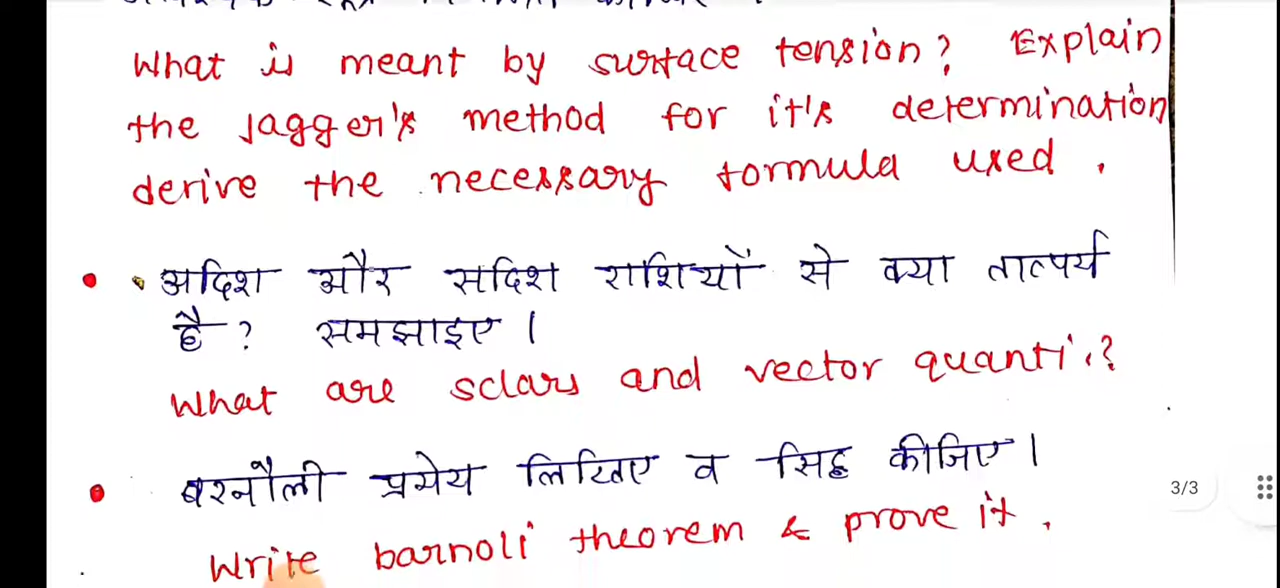 What is meant by surface tension? Explain
the Jagger's method for it's determination
derive the necessary formula used.
• • अदिश और सदिश राशियों से क्या तात्पर्य
है? समझाइए।
What are sclars and vector quanti.?
• बरनौली प्रमेय लिखिए व सिद्ध कीजिए।
3/3
Write barnoli theorem & prove it.